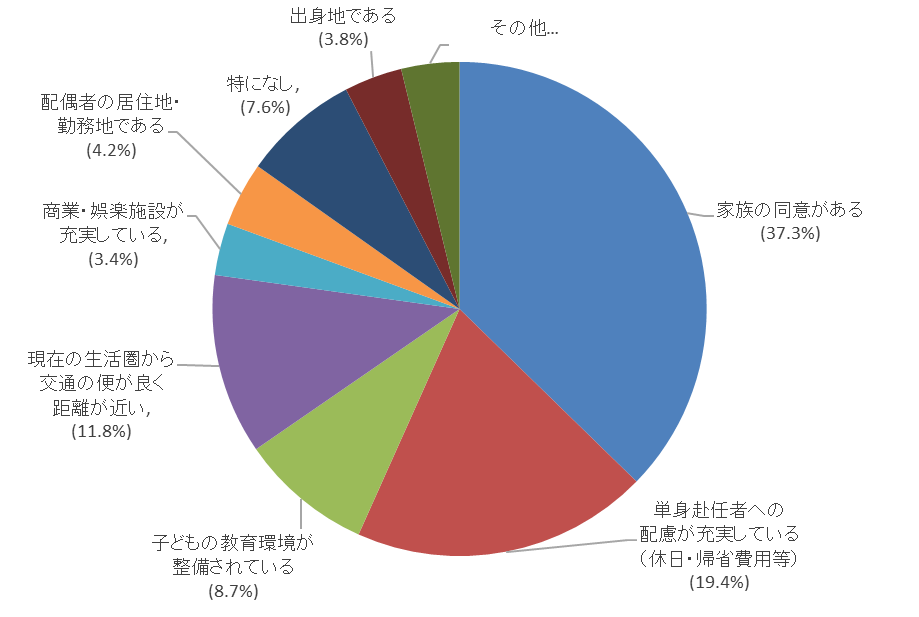 家族の同意がある
(37.3%)
単身赴任者への
配慮が充実している
（休日・帰省費用等）
(19.4%)
子どもの教育環境が
整備されている
(8.7%)
現在の生活圏から
交通の便が良く
距離が近い,
(11.8%)
商業・娯楽施設が
充実している,
(3.4%)
配偶者の居住地・
勤務地である
(4.2%)
特になし,
(7.6%)
出身地である
(3.8%)
その他...